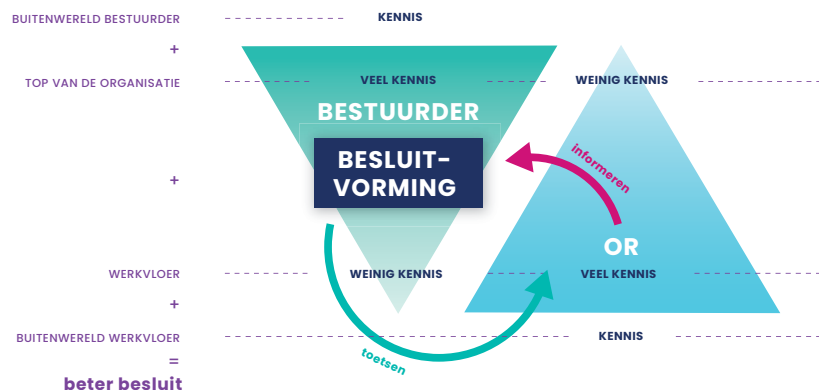 BUITENWERELD BESTUURDER
KENNIS
+
TOP VAN DE ORGANISATIE
VEEL KENNIS
WEINIG KENNIS
BESTUURDER
BESLUIT-
VORMING
informeren
+
OR
WERKVLOER
WEINIG KENNIS
VEEL KENNIS
+
BUITENWERELD WERKVLOER
KENNIS
toetsen
=
beter besluit